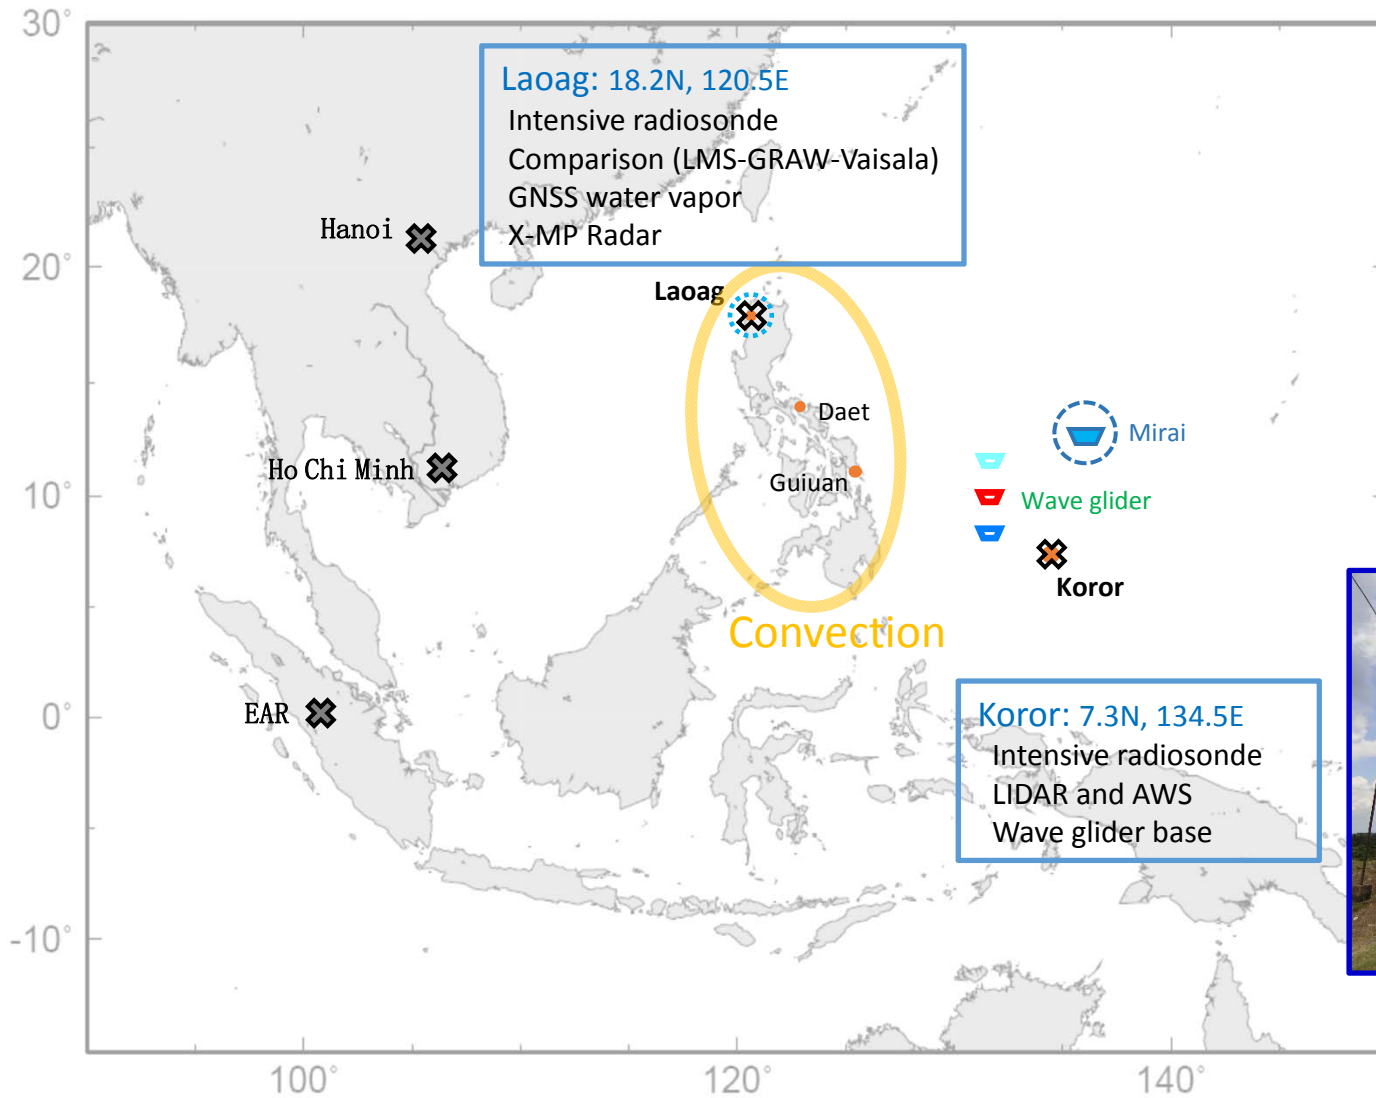 30°
Laoag: 18.2N, 120.5E
Intensive radiosonde
Comparison (LMS-GRAW-Vaisala)
GNSS water vapor
X-MP Radar
Hanoi
20°
Laoag
Daet
Mirai
Ho Chi Minh
Guiuan
10°
Wave glider
Koror
Convection
EAR
0°
Koror: 7.3N, 134.5E
Intensive radiosonde
LIDAR and AWS
Wave glider base
-10°
100°
120°
140°